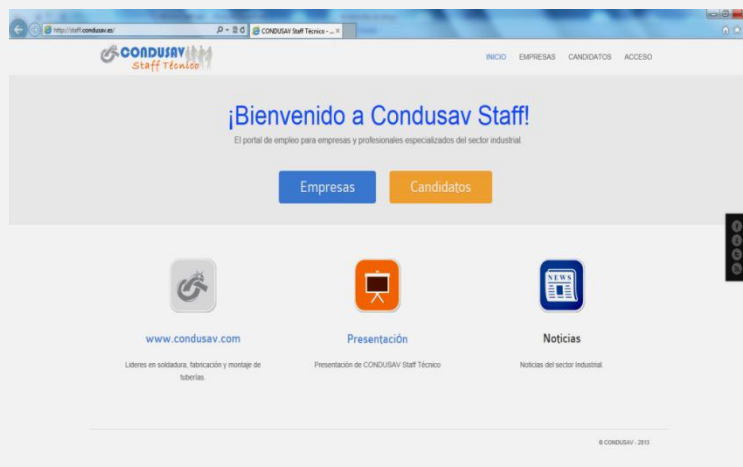 http://staff.condusav.es/
CONDUSAV Staff Técnico - ...
CONDUSAV
Staff Técnico
INICIO EMPRESAS CANDIDATOS ACCESO
¡Bienvenido a Condusav Staff!
El portal de empleo para empresas y profesionales especializados del sector industrial.
Empresas Candidatos
NEWS
www.condusav.com Presentación Noticias
Lideres en soldadura, fabricación y montaje de Presentación de CONDUSAV Staff Técnico Noticias del sector Industrial.
tuberías.
© CONDUSAV - 2013